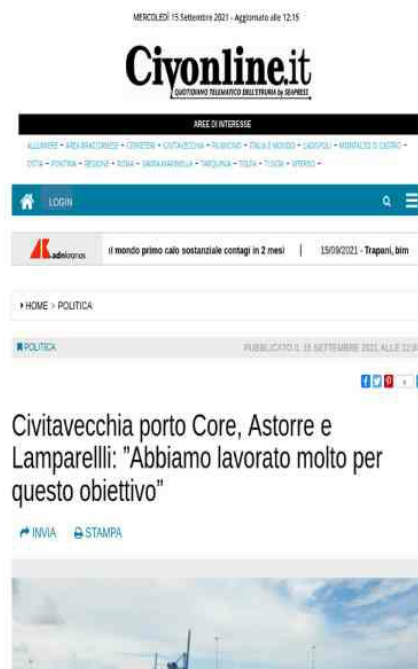 MERCOLEDÌ 15 Settembre 2021 - Aggiornato alle 12:15
Civonline.it
QUOTIDIANO TELEMATICO DELL'ETRURIA by SEAPRESS
AREE DI INTERESSE
ALLUMIERE - AREA BRACCIANESE - CERVETERI - CIVITAVECCHIA - FIUMICINO - ITALIA E MONDO - LADISPOLI - MONTALTO DI CASTRO -
OSTIA - PONTINA - REGIONE - ROMA - SANTA MARINELLA - TARQUINIA - TOLFA - TUSCIA - VITERBO -
LOGIN
adnkronos il mondo primo calo sostanziale contagi in 2 mesi | 15/09/2021 - Trapani, bim
HOME > POLITICA
POLITICA PUBBLICATO IL 15 SETTEMBRE 2021, ALLE
Civitavecchia porto Core, Astorre e
Lamparellli: "Abbiamo lavorato molto per
questo obiettivo"
INVIA STAMPA